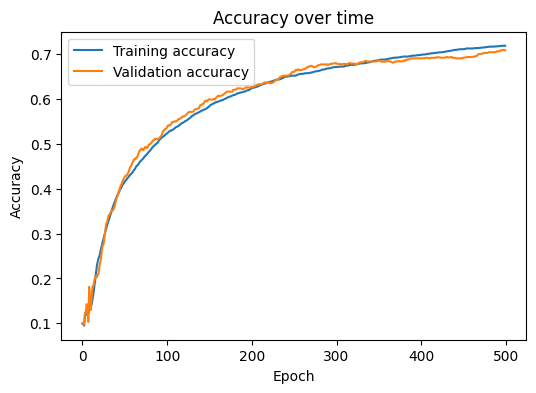 Accuracy over time
Training accuracy
Validation accuracy
0.7
0.6
0.5
0.4
0.3
0.2
0.1
Accuracy
0
100
200
300
400
500
Epoch